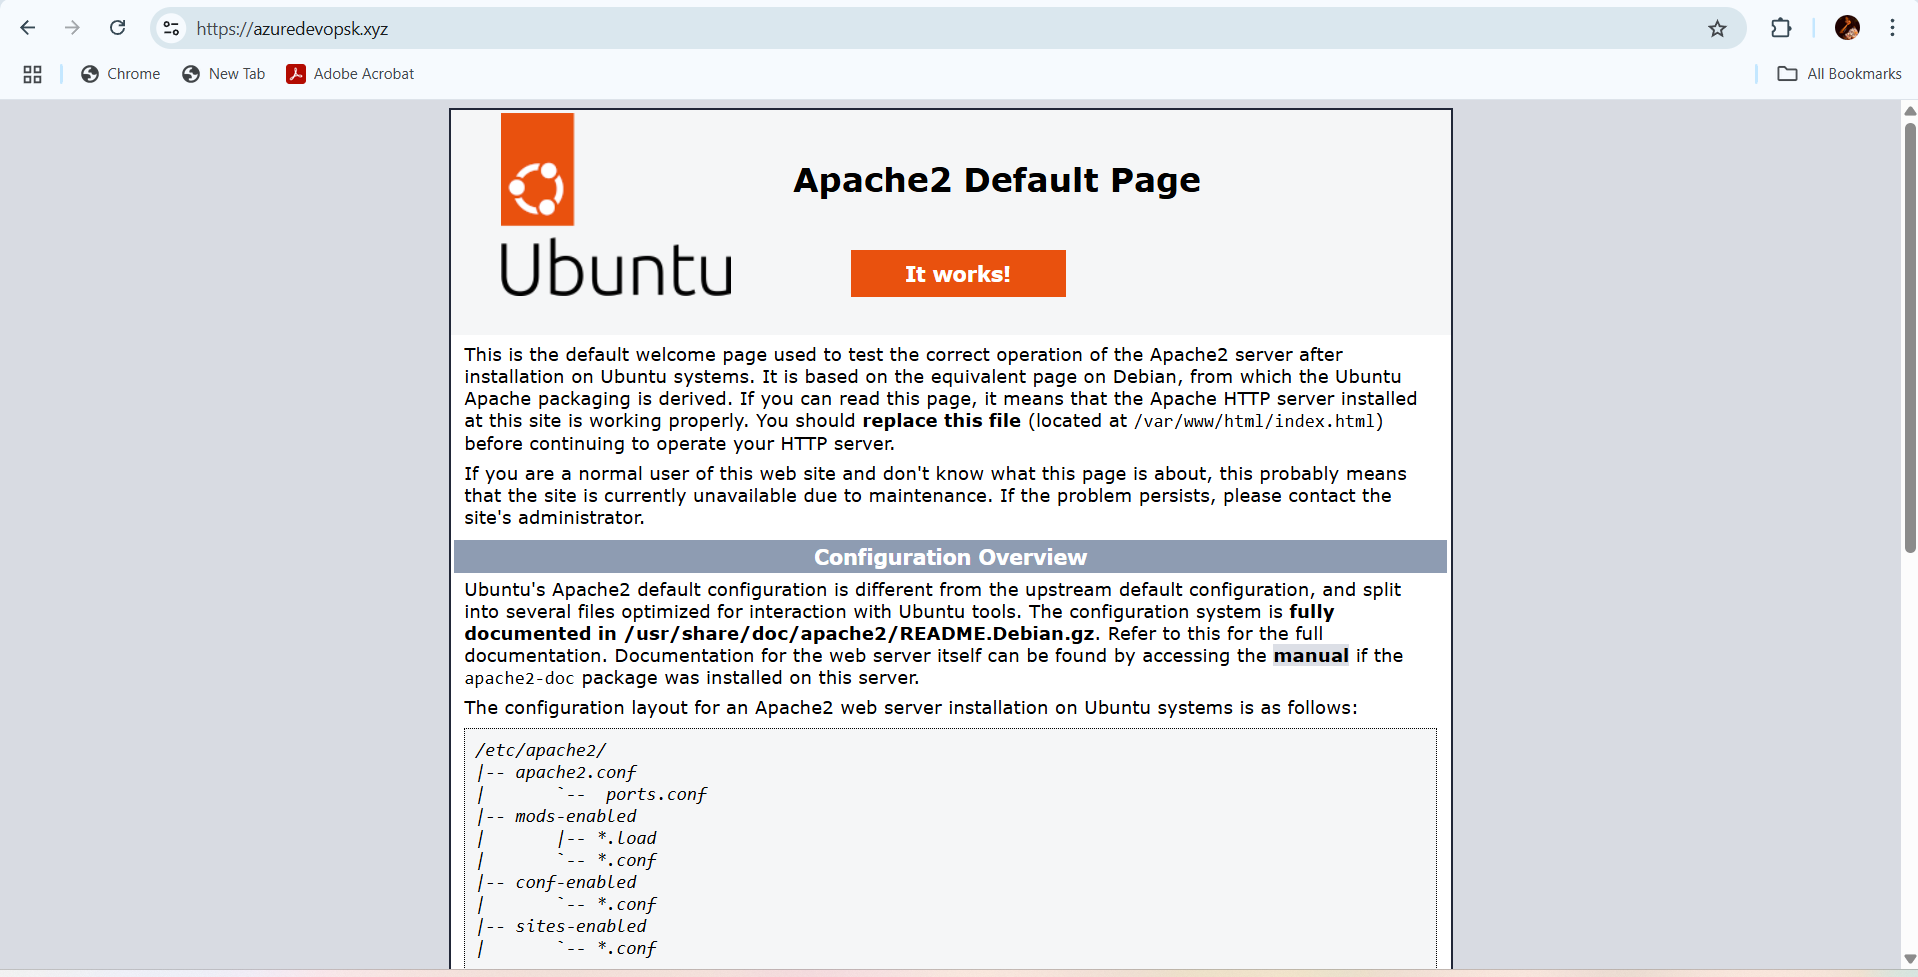 https://azuredevopsk.xyz
Chrome
New Tab
Adobe Acrobat
All Bookmarks
Ubuntu
Apache2 Default Page
It works!
This is the default welcome page used to test the correct operation of the Apache2 server after
installation on Ubuntu systems. It is based on the equivalent page on Debian, from which the Ubuntu
Apache packaging is derived. If you can read this page, it means that the Apache HTTP server installed
at this site is working properly. You should replace this file (located at /var/www/html/index.html)
before continuing to operate your HTTP server.
If you are a normal user of this web site and don't know what this page is about, this probably means
that the site is currently unavailable due to maintenance. If the problem persists, please contact the
site's administrator.
Configuration Overview
Ubuntu's Apache2 default configuration is different from the upstream default configuration, and split
into several files optimized for interaction with Ubuntu tools. The configuration system is fully
documented in /usr/share/doc/apache2/README.Debian.gz. Refer to this for the full
documentation. Documentation for the web server itself can be found by accessing the manual if the
apache2-doc package was installed on this server.
The configuration layout for an Apache2 web server installation on Ubuntu systems is as follows:
/etc/apache2/
|-- apache2.conf
|       `--  ports.conf
|-- mods-enabled
|       |-- *.load
|       `-- *.conf
|-- conf-enabled
|       `-- *.conf
|-- sites-enabled
|       `-- *.conf